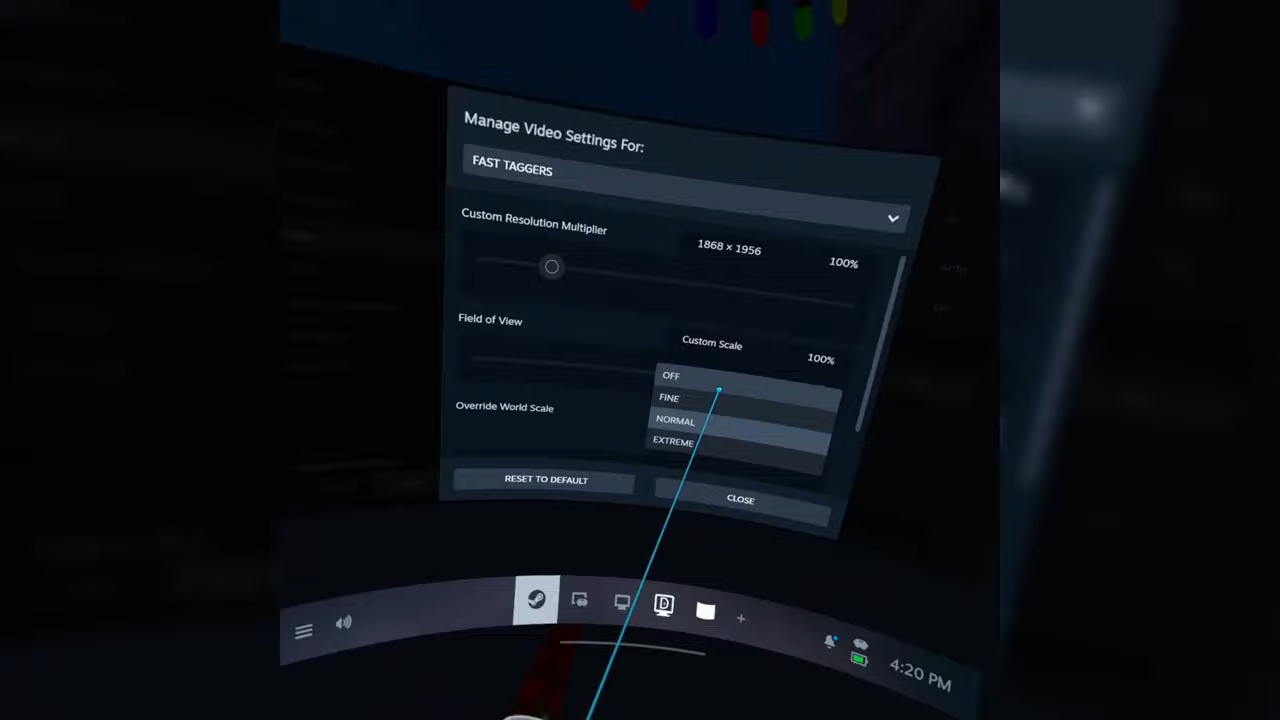 Manage Video Settings For:
FAST TAGGERS
Custom Resolution Multiplier
1868 × 1956
100%
Field of View
Custom Scale
100%
OFF
FINE
NORMAL
EXTREME
Override World Scale
RESET TO DEFAULT
CLOSE
4:20 PM